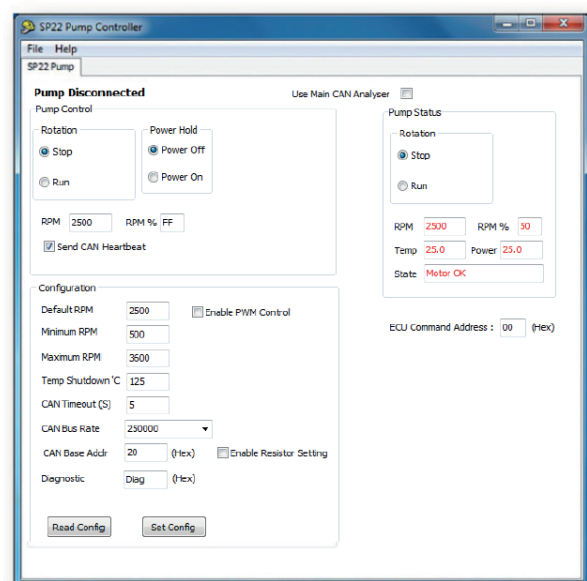 SP22 Pump Controller
File Help
SP22 Pump
Pump Disconnected
Use Main CAN Analyser
Pump Control
Rotation
Stop
Run
Power Hold
Power Off
Power On
RPM 2500 RPM % FF
Send CAN Heartbeat
Pump Status
Rotation
Stop
Run
RPM 2500 RPM % 50
Temp 25.0 Power 25.0
State Motor OK
Configuration
Default RPM 2500 Enable PWM Control
Minimum RPM 500
Maximum RPM 3600
Temp Shutdown 'C 125
CAN Timeout (S) 5
CAN Bus Rate 250000
CAN Base Addr 20 (Hex) Enable Resistor Setting
Diagnostic Diag (Hex)
Read Config Set Config
ECU Command Address : 00 (Hex)